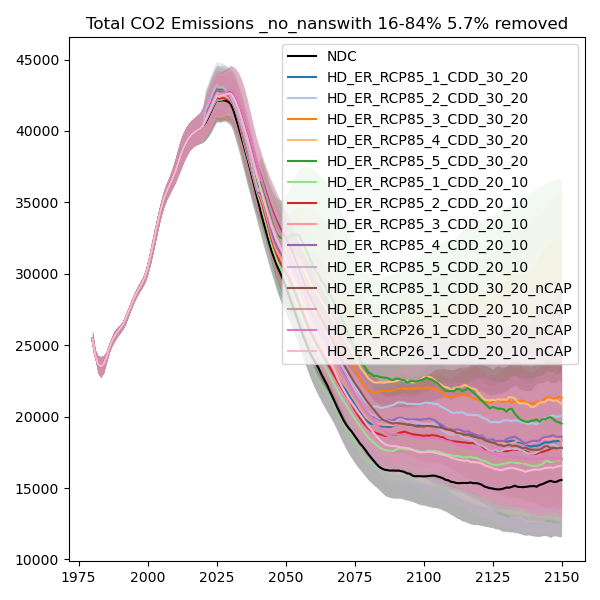 Total CO2 Emissions _no_nanswith 16-84% 5.7% removed
45000
40000
35000
30000
25000
20000
15000
10000
NDC
HD_ER_RCP85_1_CDD_30_20
HD_ER_RCP85_2_CDD_30_20
HD_ER_RCP85_3_CDD_30_20
HD_ER_RCP85_4_CDD_30_20
HD_ER_RCP85_5_CDD_30_20
HD_ER_RCP85_1_CDD_20_10
HD_ER_RCP85_2_CDD_20_10
HD_ER_RCP85_3_CDD_20_10
HD_ER_RCP85_4_CDD_20_10
HD_ER_RCP85_5_CDD_20_10
HD_ER_RCP85_1_CDD_30_20_nCAP
HD_ER_RCP85_1_CDD_20_10_nCAP
HD_ER_RCP26_1_CDD_30_20_nCAP
HD_ER_RCP26_1_CDD_20_10_nCAP
1975 2000 2025 2050 2075 2100 2125 2150